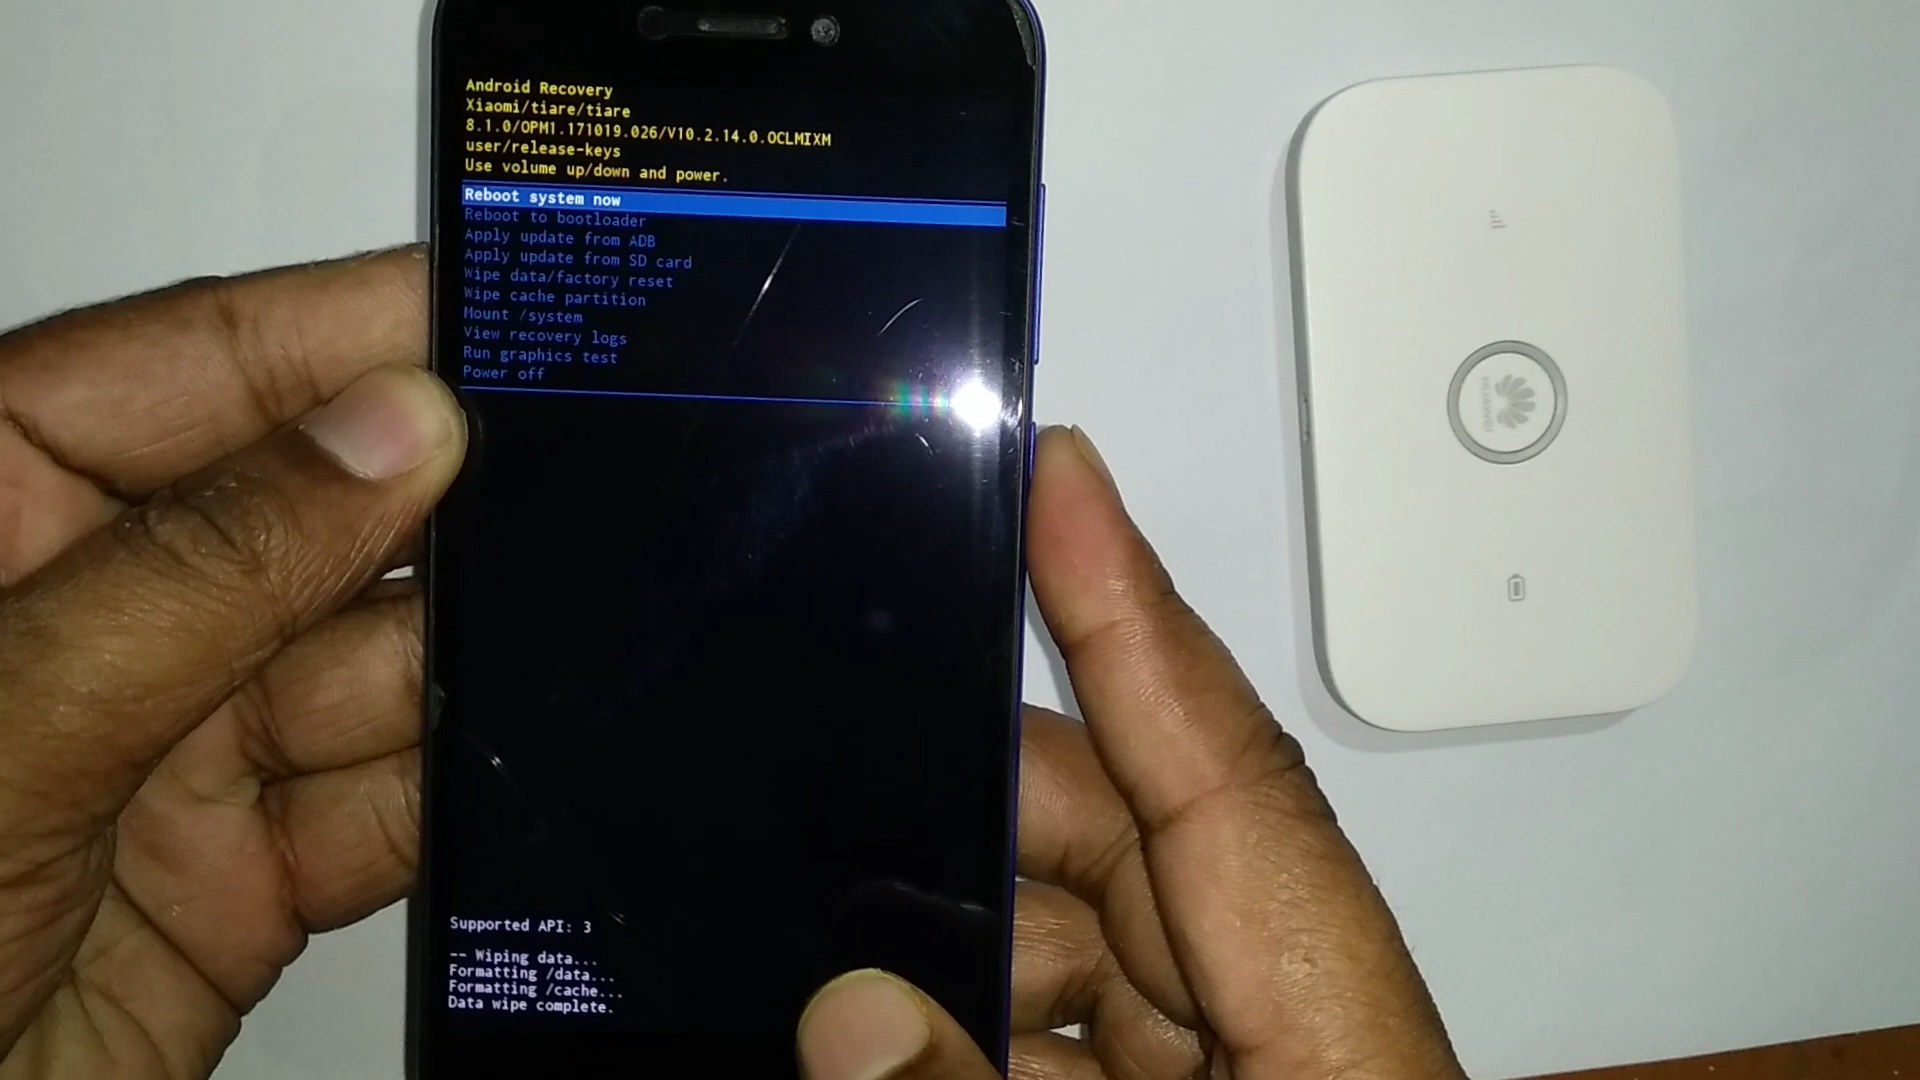 Android Recovery
Xiaomi/tiare/tiare
8.1.0/OPM1.171019.026/V10.2.14.0.OCLMIXM
user/release-keys
Use volume up/down and power.
Reboot system now
Reboot to bootloader
Apply update from ADB
Apply update from SD card
Wipe data/factory reset
Wipe cache partition
Mount /system
View recovery logs
Run graphics test
Power off
Supported API: 3
-- Wiping data...
Formatting /data...
Formatting /cache...
Data wipe complete.
HUAWEI